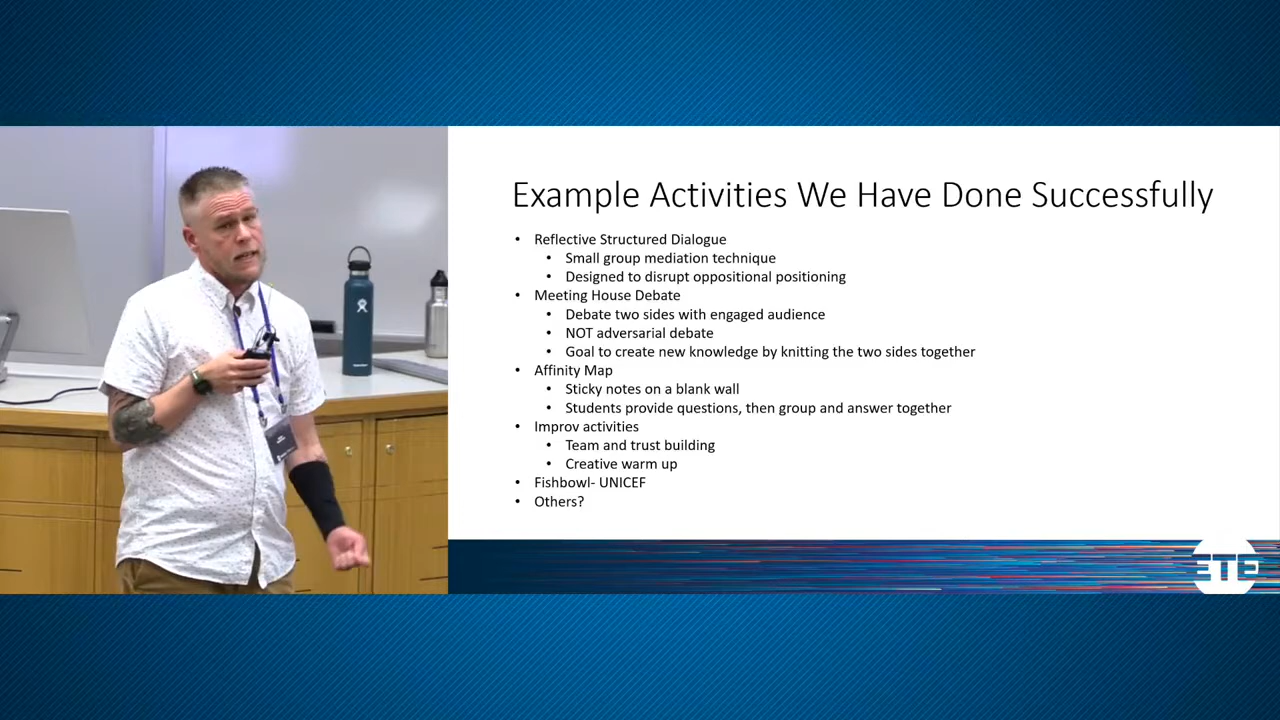 Example Activities We Have Done Successfully
• Reflective Structured Dialogue
• Small group mediation technique
• Designed to disrupt oppositional positioning
• Meeting House Debate
• Debate two sides with engaged audience
• NOT adversarial debate
• Goal to create new knowledge by knitting the two sides together
• Affinity Map
• Sticky notes on a blank wall
• Students provide questions, then group and answer together
• Improv activities
• Team and trust building
• Creative warm up
• Fishbowl- UNICEF
• Others?
ETE